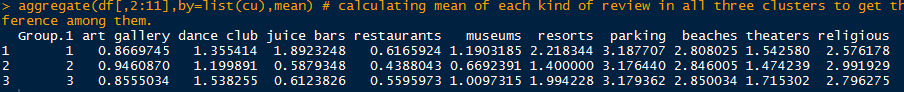 > aggregate(df[,2:11],by=list(cu),mean) # calculating mean of each kind of review in all three clusters to get th
ference among them.
Group.1 art gallery dance club juice bars restaurants museums resorts parking beaches theaters religious
1 1 0.8669745 1.355414 1.8923248 0.6165924 1.1903185 2.218344 3.187707 2.808025 1.542580 2.576178
2 2 0.9460870 1.199891 0.5879348 0.4388043 0.6692391 1.400000 3.176440 2.846005 1.474239 2.991929
3 3 0.8555034 1.538255 0.6123826 0.5595973 1.0097315 1.994228 3.179362 2.850034 1.715302 2.796275